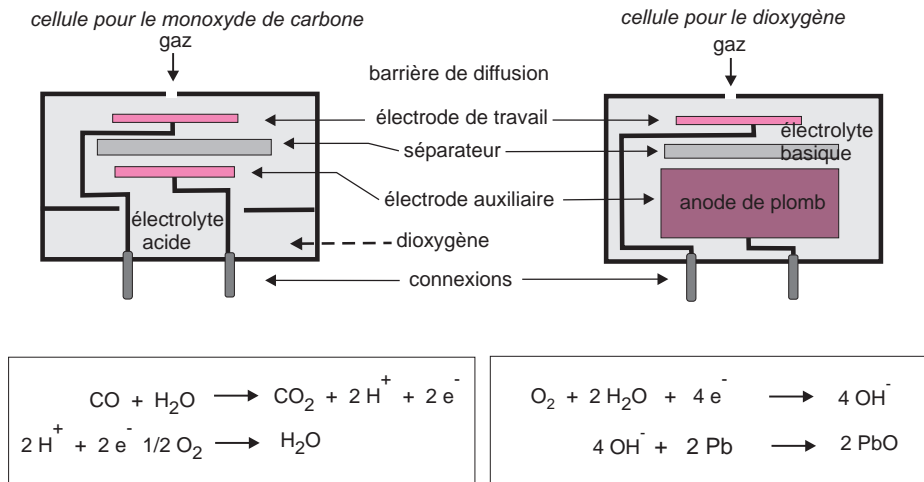 cellule pour le monoxyde de carbone
gaz
cellule pour le dioxygène
gaz
barrière de diffusion
électrode de travail
séparateur
électrode auxiliaire
dioxygène
connexions
électrolyte
acide
électrolyte
basique
anode de plomb
CO + H₂O → CO₂ + 2 H⁺ + 2 e⁻
2 H⁺ + 2 e⁻ 1/2 O₂ → H₂O
O₂ + 2 H₂O + 4 e⁻ → 4 OH⁻
4 OH⁻ + 2 Pb → 2 PbO